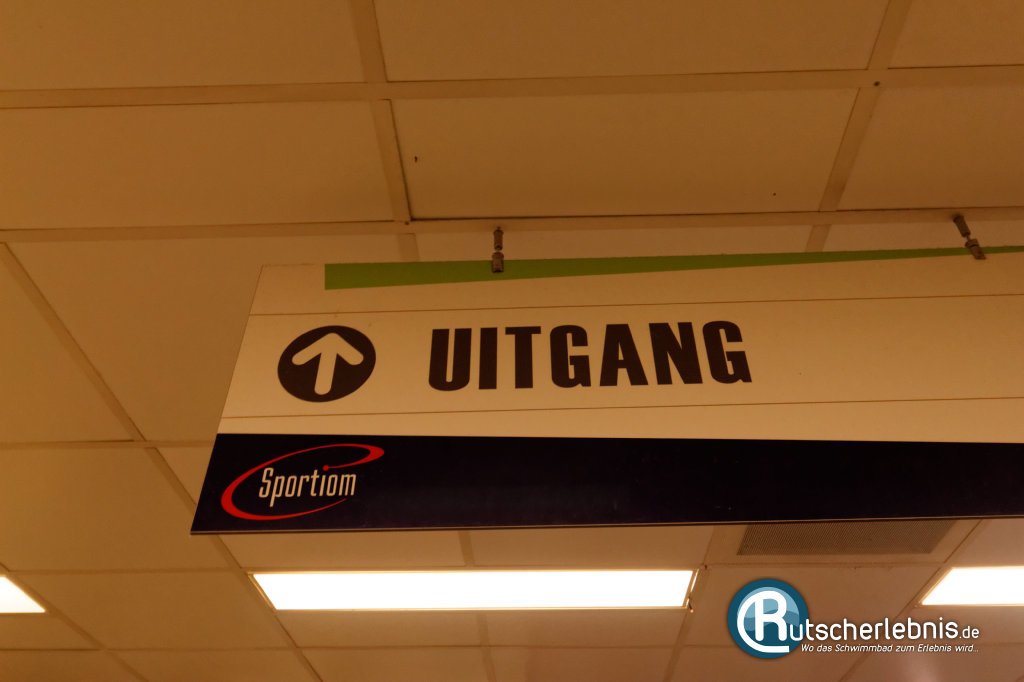 UITGANG
Sportiom
Rutscherlebnis.de
Wo das Schwimmbad zum Erlebnis wird...